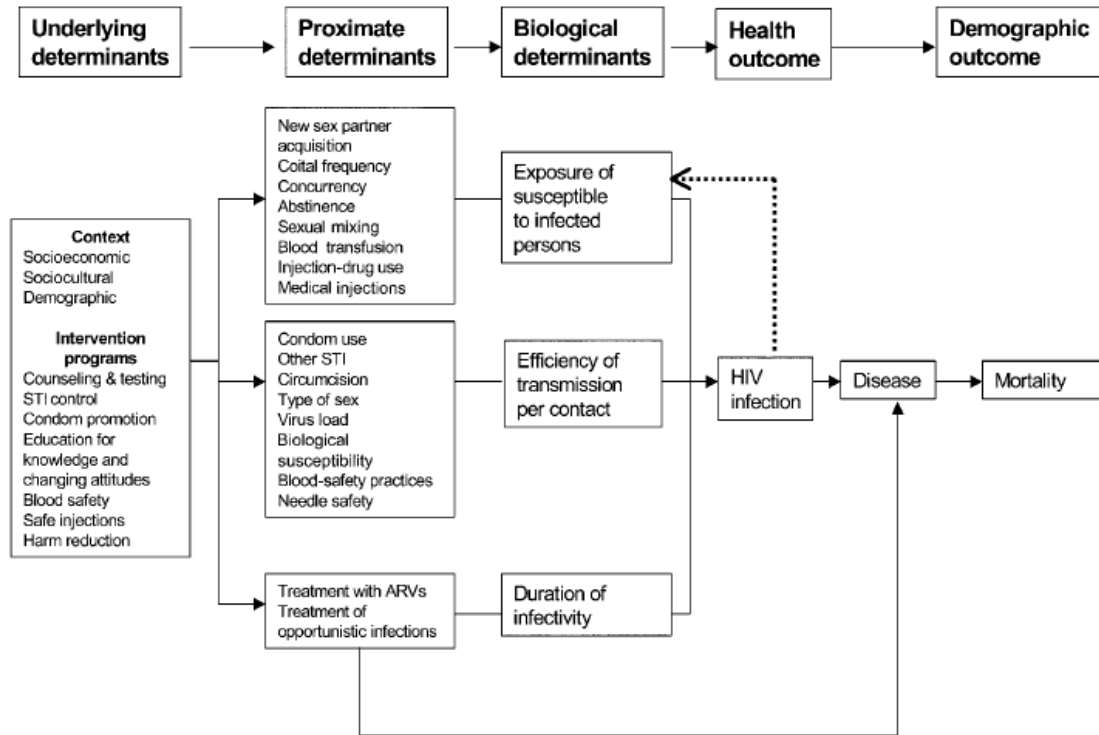 Underlying
determinants
Proximate
determinants
Biological
determinants
Health
outcome
Demographic
outcome
Context
Socioeconomic
Sociocultural
Demographic
Intervention
programs
Counseling & testing
STI control
Condom promotion
Education for
knowledge and
changing attitudes
Blood safety
Safe injections
Harm reduction
New sex partner
acquisition
Coital frequency
Concurrency
Abstinence
Sexual mixing
Blood transfusion
Injection-drug use
Medical injections
Condom use
Other STI
Circumcision
Type of sex
Virus load
Biological
susceptibility
Blood-safety practices
Needle safety
Treatment with ARVs
Treatment of
opportunistic infections
Exposure of
susceptible
to infected
persons
Efficiency of
transmission
per contact
Duration of
infectivity
HIV
infection
Disease
Mortality